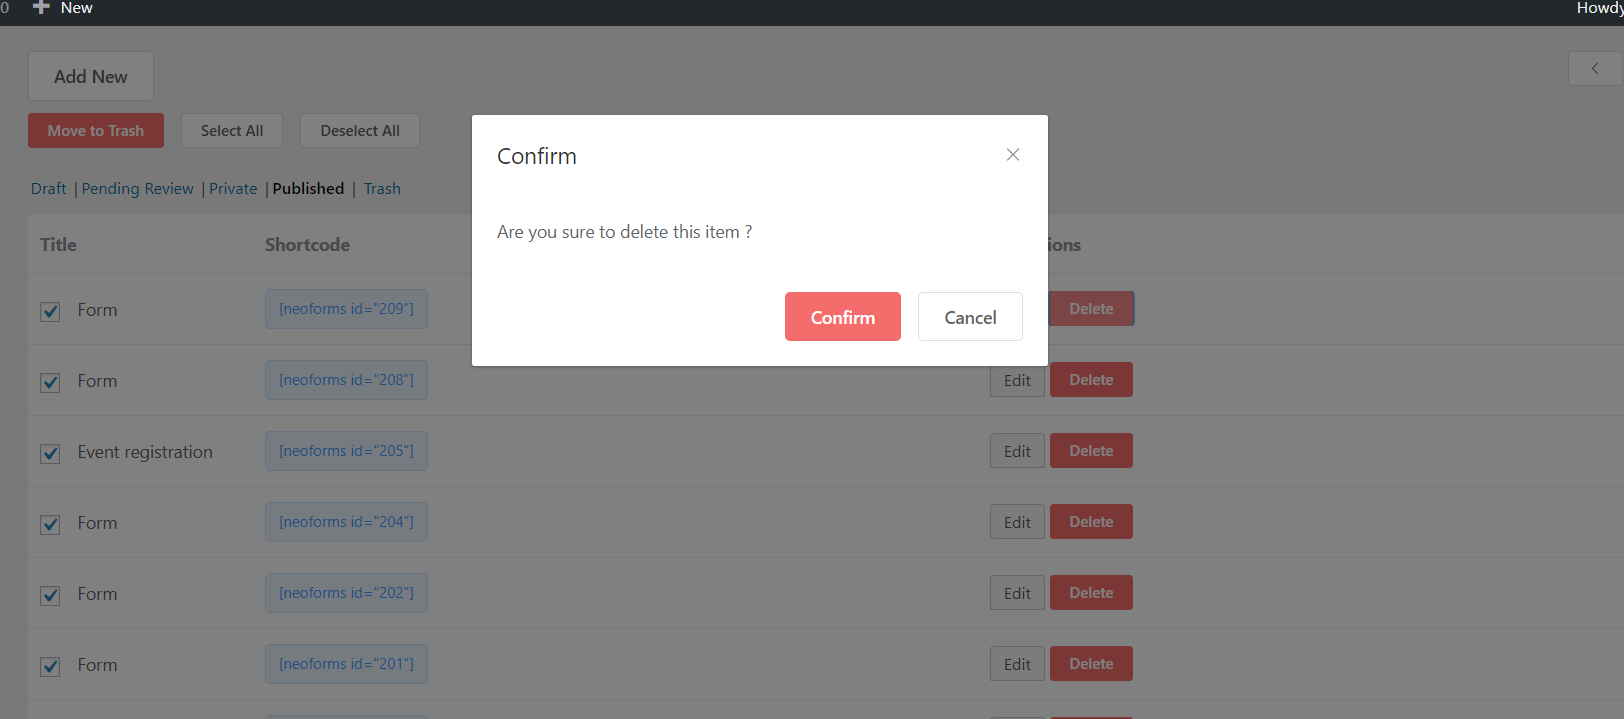 0 New Howdy
Add New
Move to Trash Select All Deselect All
Draft | Pending Review | Private | Published | Trash
Confirm
Are you sure to delete this item ?
Confirm Cancel
Title Shortcode ions
Form [neoforms id="209"] Delete
Form [neoforms id="208"] Edit Delete
Event registration [neoforms id="205"] Edit Delete
Form [neoforms id="204"] Edit Delete
Form [neoforms id="202"] Edit Delete
Form [neoforms id="201"] Edit Delete